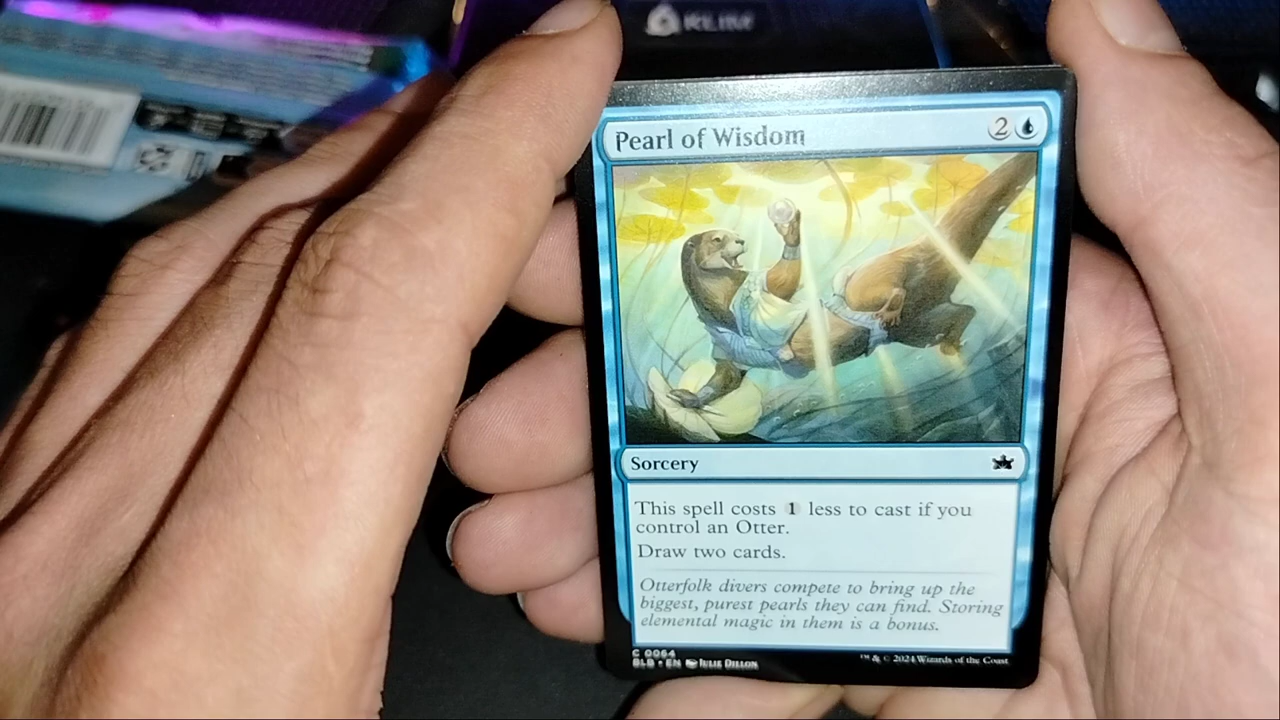 KLIM
Pearl of Wisdom
2
Sorcery
This spell costs 1 less to cast if you
control an Otter.
Draw two cards.
Otterfolk divers compete to bring up the
biggest, purest pearls they can find. Storing
elemental magic in them is a bonus.
C 0064
BLB • EN JULIE DILLON
™ & © 2024 Wizards of the Coast